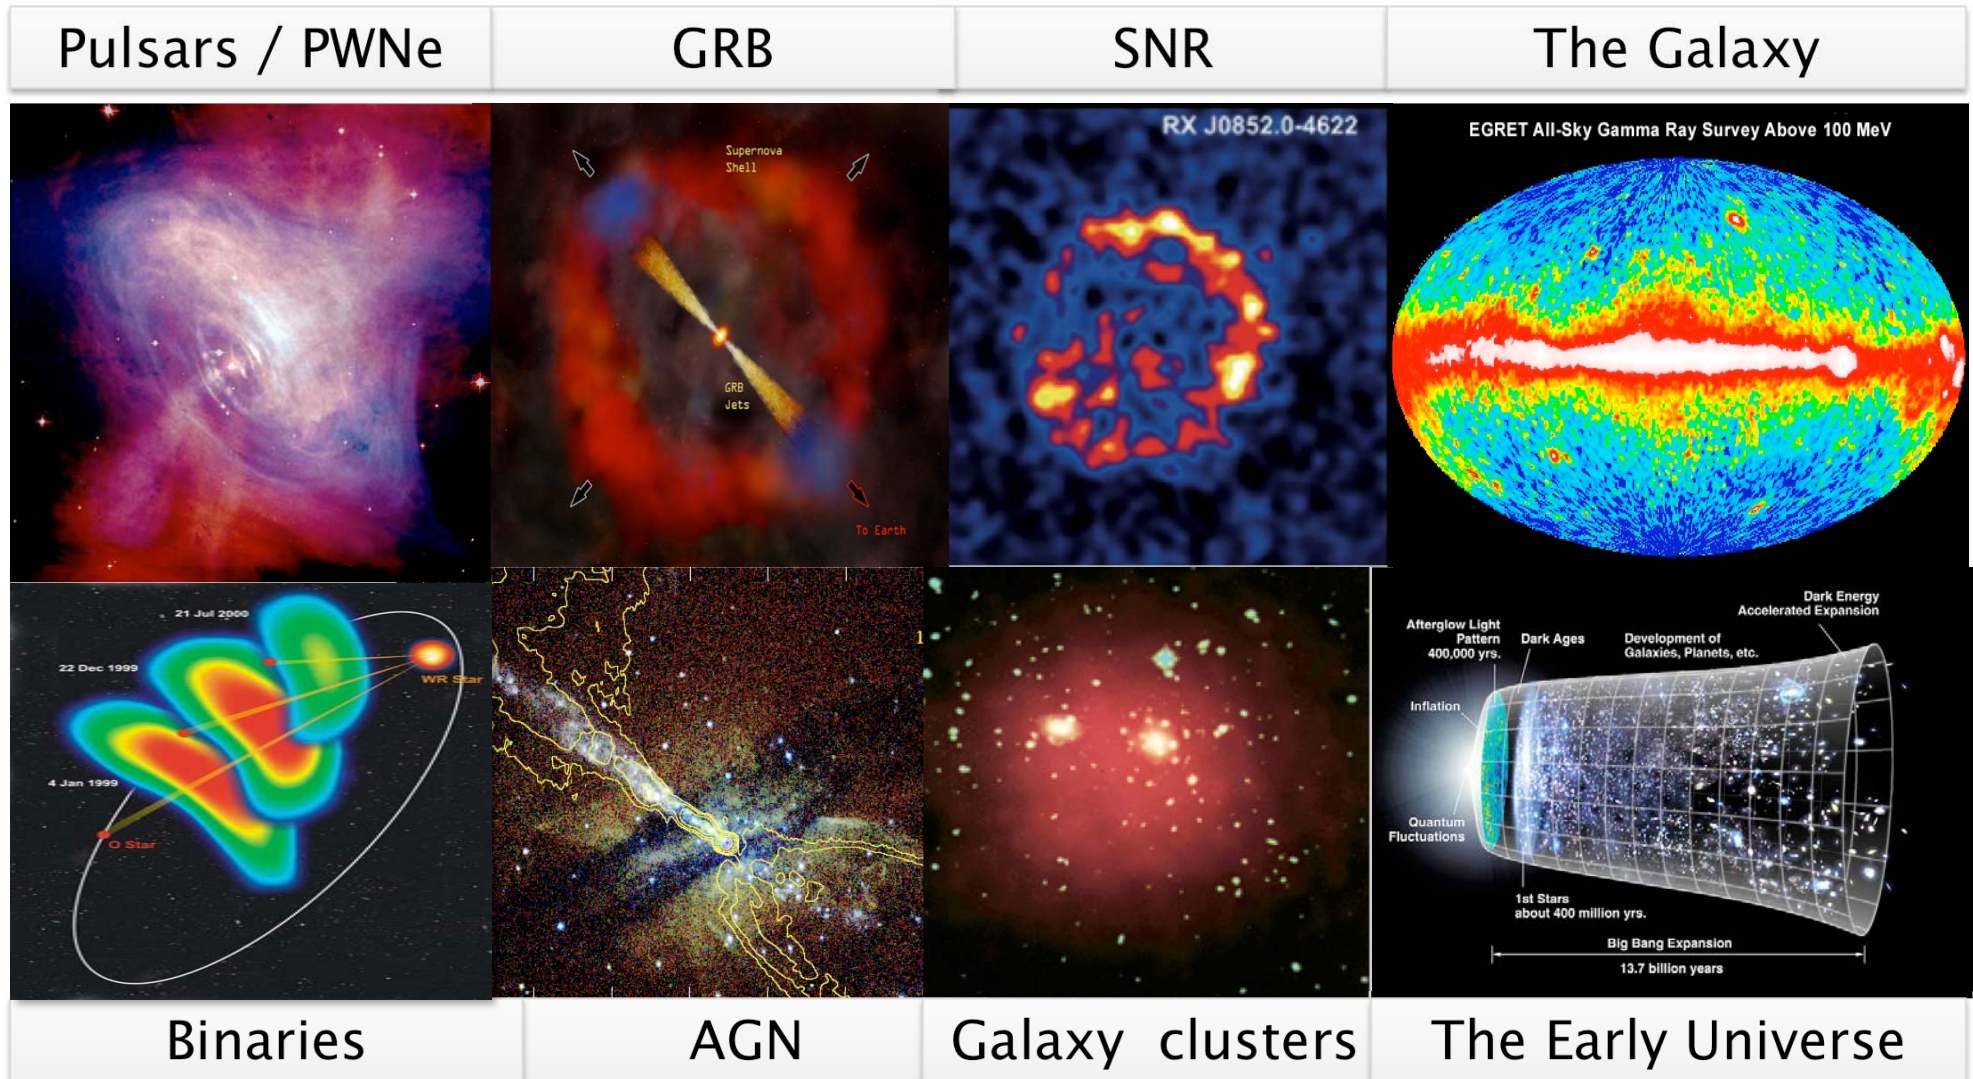 Pulsars / PWNe
GRB
SNR
The Galaxy
Supernova
Shell
GRB
Jets
To Earth
RX J0852.0-4622
EGRET All-Sky Gamma Ray Survey Above 100 MeV
21 Jul 2000
22 Dec 1999
4 Jan 1999
WR Star
O Star
1
Dark Energy
Accelerated Expansion
Afterglow Light
Pattern
400,000 yrs.
Dark Ages
Development of
Galaxies, Planets, etc.
Inflation
Quantum
Fluctuations
1st Stars
about 400 million yrs.
Big Bang Expansion
13.7 billion years
Binaries
AGN
Galaxy clusters
The Early Universe